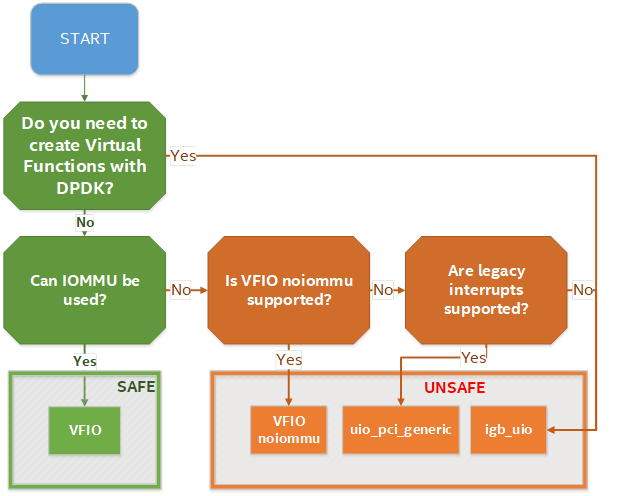 START
Do you need to
create Virtual
Functions with
DPDK?
Yes
No
Can IOMMU be
used?
No
Is VFIO noiommu
supported?
No
Are legacy
interrupts
supported?
No
Yes
Yes
Yes
SAFE
UNSAFE
VFIO
VFIO
noiommu
uio_pci_generic
igb_uio